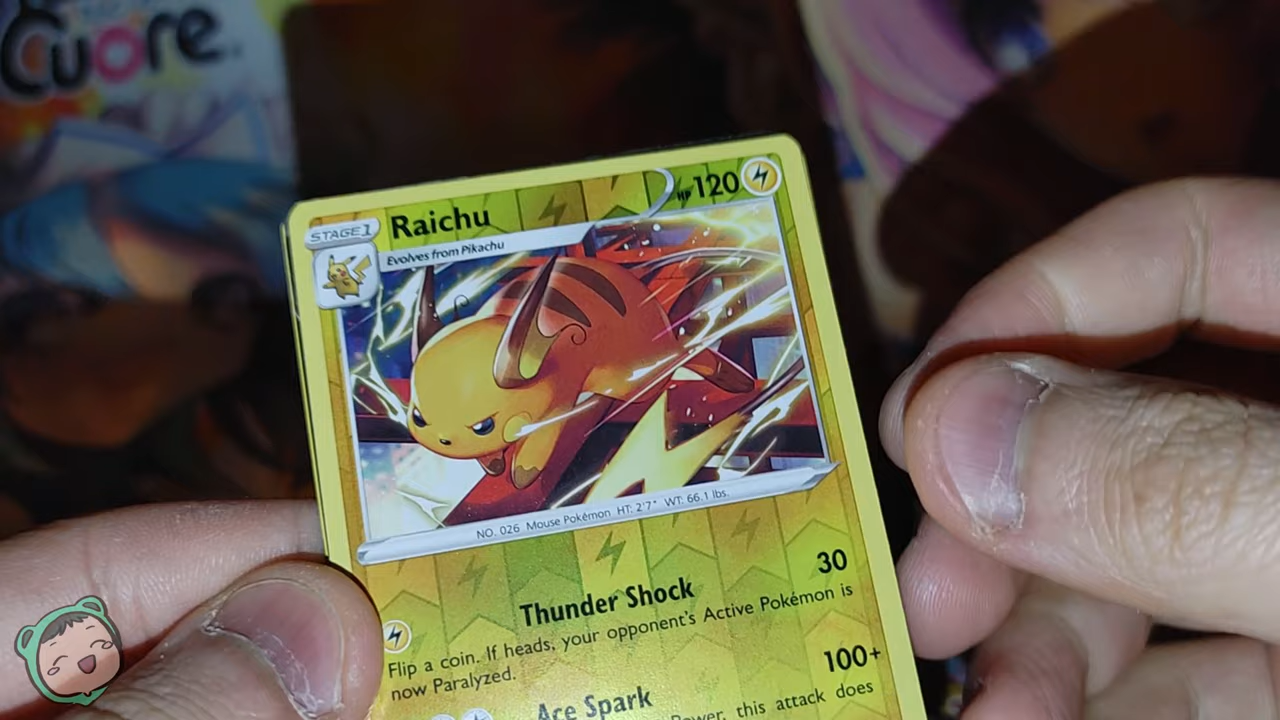 Cuore
Raichu
HP 120
STAGE 1
Evolves from Pikachu
NO. 026 Mouse Pokémon HT: 2'7" WT: 66.1 lbs.
Thunder Shock 30
Flip a coin. If heads, your opponent's Active Pokémon is
now Paralyzed.
Ace Spark 100+
Power, this attack does